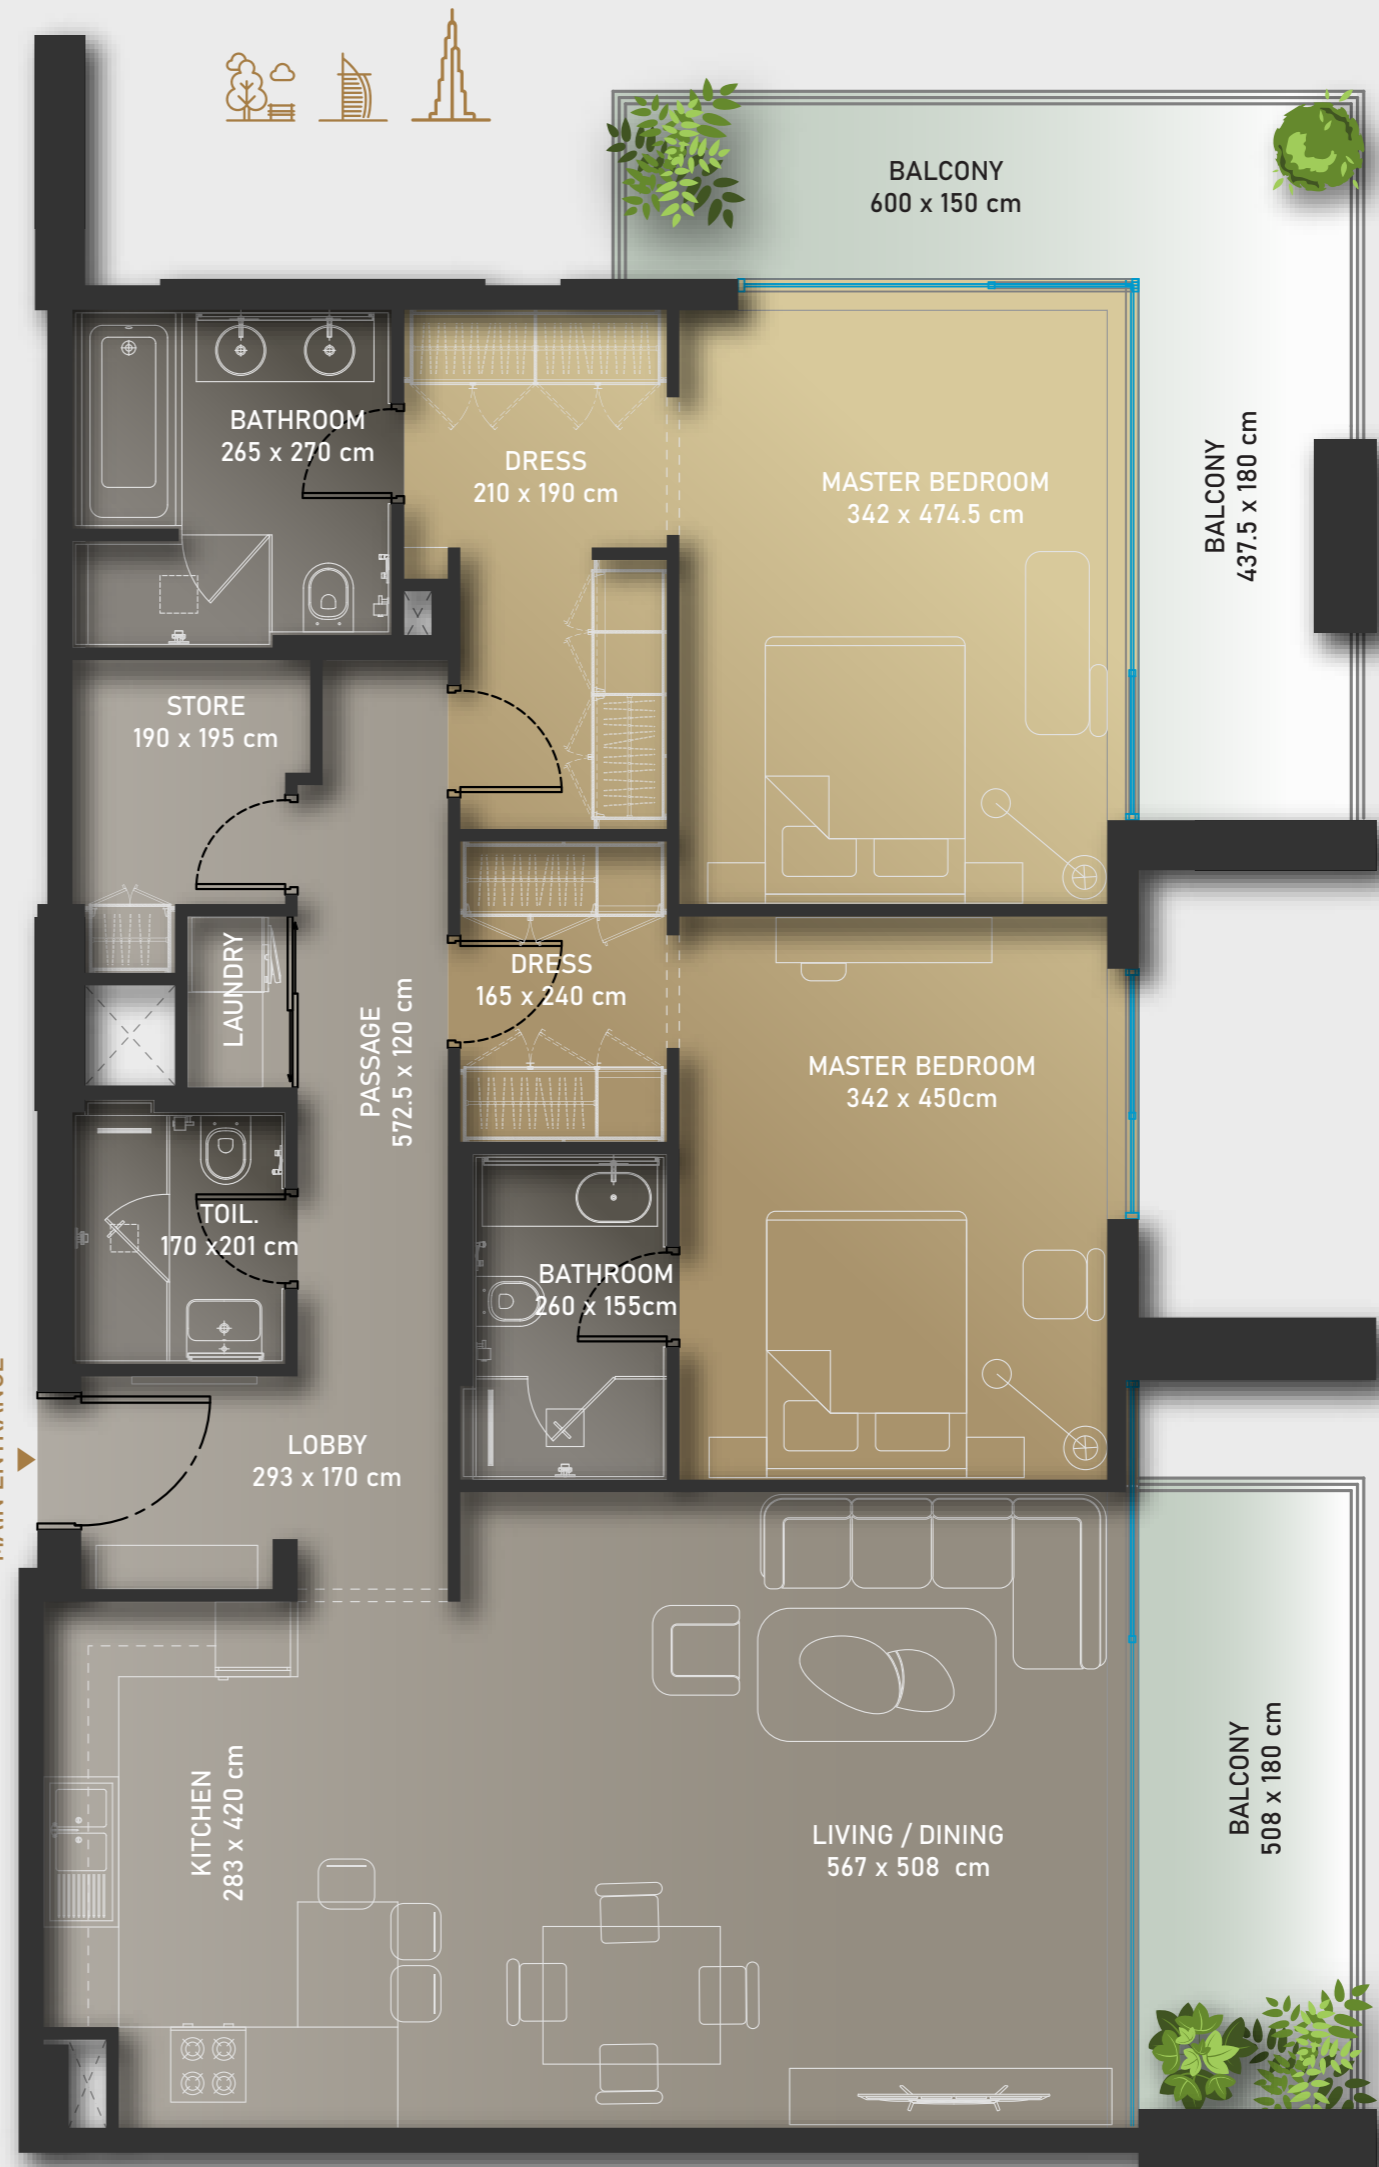 BALCONY
600 x 150 cm
BATHROOM
265 x 270 cm
DRESS
210 x 190 cm
MASTER BEDROOM
342 x 474.5 cm
BALCONY
437.5 x 180 cm
STORE
190 x 195 cm
LAUNDRY
PASSAGE
572.5 x 120 cm
DRESS
165 x 240 cm
MASTER BEDROOM
342 x 450cm
TOIL.
170 x201 cm
BATHROOM
260 x 155cm
MAIN ENTRANCE
LOBBY
293 x 170 cm
KITCHEN
283 x 420 cm
LIVING / DINING
567 x 508 cm
BALCONY
508 x 180 cm